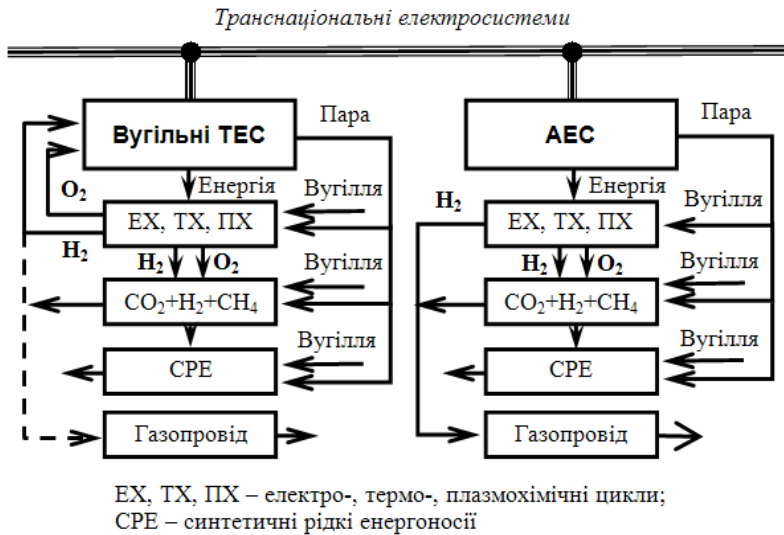 Транснаціональні електросистеми
Вугільні ТЕС
Пара
O₂
Енергія
Вугілля
ЕХ, ТХ, ПХ
H₂
H₂
O₂
Вугілля
CO₂+H₂+CH₄
Вугілля
СРЕ
Газопровід
АЕС
Пара
Енергія
H₂
Вугілля
ЕХ, ТХ, ПХ
H₂
O₂
Вугілля
CO₂+H₂+CH₄
Вугілля
СРЕ
Газопровід
ЕХ, ТХ, ПХ – електро-, термо-, плазмохімічні цикли;
СРЕ – синтетичні рідкі енергоносії